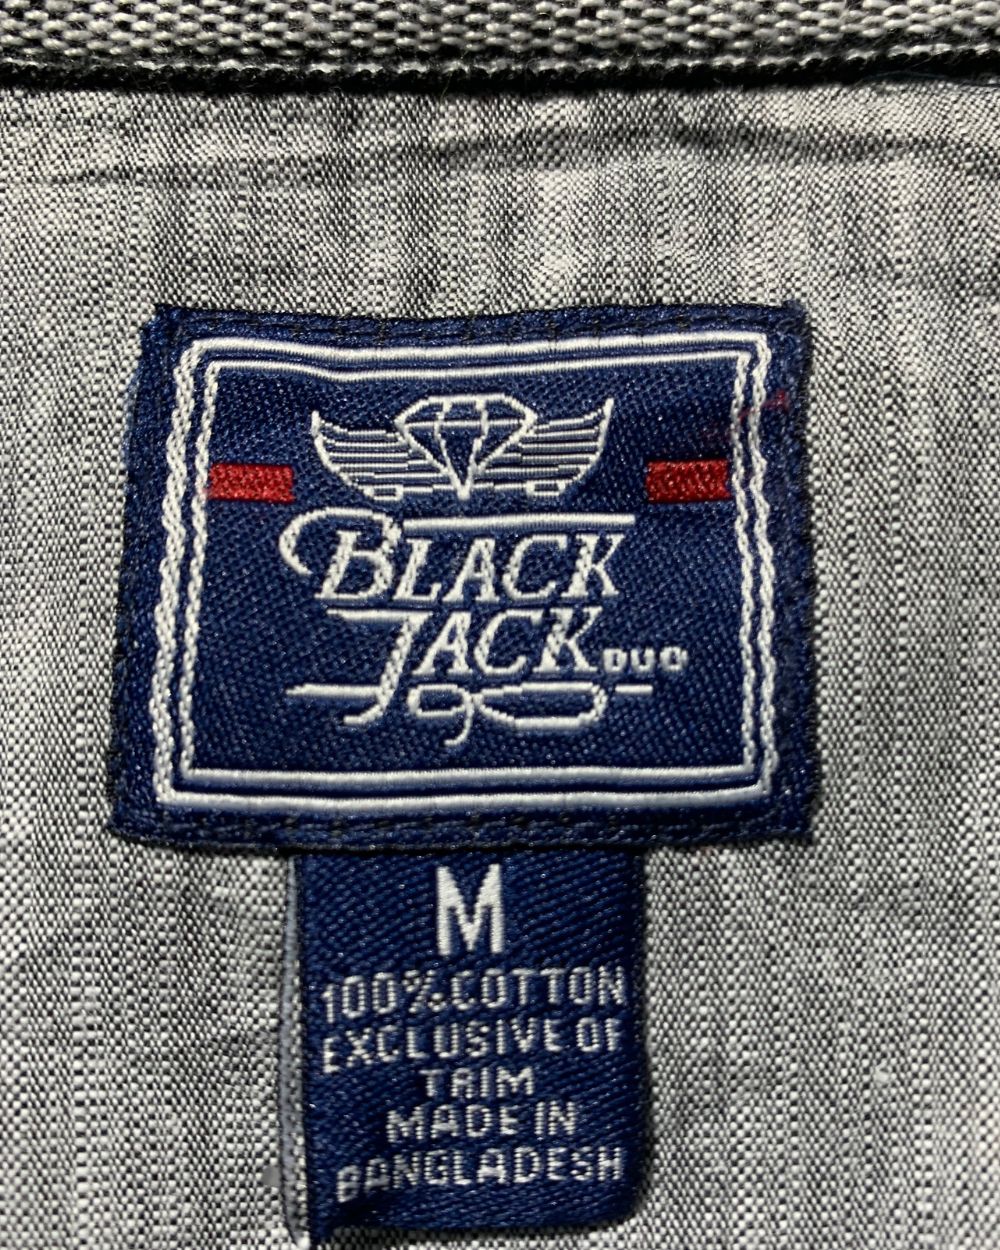 BLACK
JACK DUO
M
100% COTTON
EXCLUSIVE OF
TRIM
MADE IN
BANGLADESH